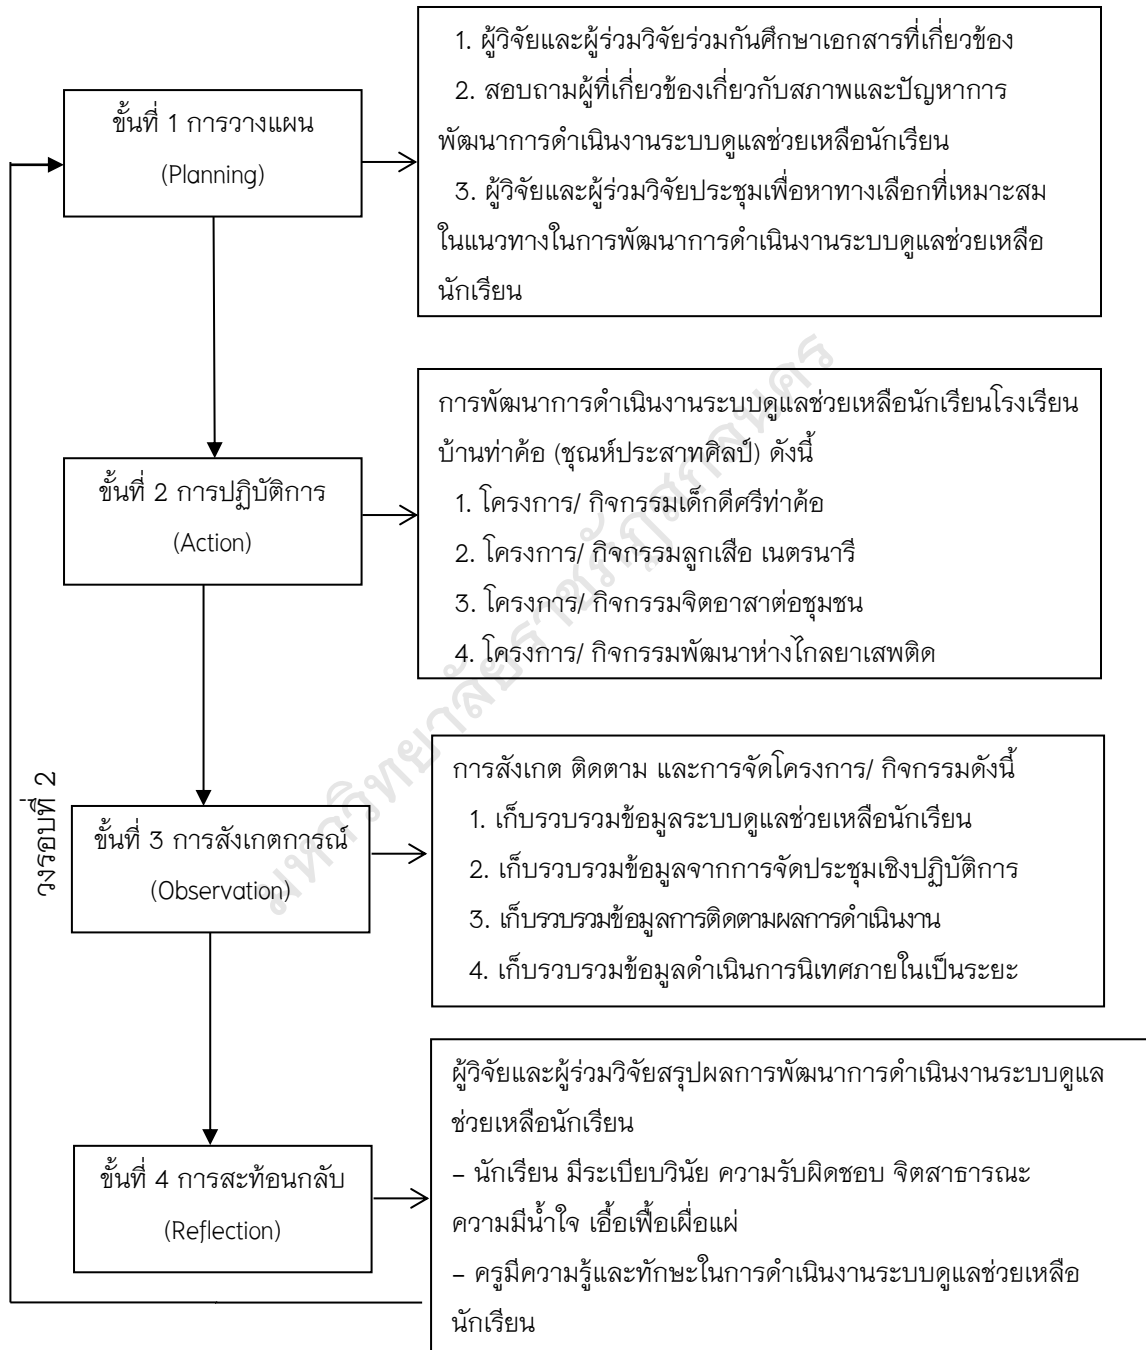 ขั้นที่ 1 การวางแผน
(Planning)
1. ผู้วิจัยและผู้ร่วมวิจัยร่วมกันศึกษาเอกสารที่เกี่ยวข้อง
2. สอบถามผู้ที่เกี่ยวข้องเกี่ยวกับสภาพและปัญหาการ
พัฒนาการดำเนินงานระบบดูแลช่วยเหลือนักเรียน
3. ผู้วิจัยและผู้ร่วมวิจัยประชุมเพื่อหาทางเลือกที่เหมาะสม
ในแนวทางในการพัฒนาการดำเนินงานระบบดูแลช่วยเหลือ
นักเรียน
ขั้นที่ 2 การปฏิบัติการ
(Action)
การพัฒนาการดำเนินงานระบบดูแลช่วยเหลือนักเรียนโรงเรียน
บ้านท่าค้อ (ชุณห์ประสาทศิลป์) ดังนี้
1. โครงการ/ กิจกรรมเด็กดีศรีท่าค้อ
2. โครงการ/ กิจกรรมลูกเสือ เนตรนารี
3. โครงการ/ กิจกรรมจิตอาสาต่อชุมชน
4. โครงการ/ กิจกรรมพัฒนาห่างไกลยาเสพติด
วงรอบที่ 2
ขั้นที่ 3 การสังเกตการณ์
(Observation)
การสังเกต ติดตาม และการจัดโครงการ/ กิจกรรมดังนี้
1. เก็บรวบรวมข้อมูลระบบดูแลช่วยเหลือนักเรียน
2. เก็บรวบรวมข้อมูลจากการจัดประชุมเชิงปฏิบัติการ
3. เก็บรวบรวมข้อมูลการติดตามผลการดำเนินงาน
4. เก็บรวบรวมข้อมูลดำเนินการนิเทศภายในเป็นระยะ
ขั้นที่ 4 การสะท้อนกลับ
(Reflection)
ผู้วิจัยและผู้ร่วมวิจัยสรุปผลการพัฒนาการดำเนินงานระบบดูแล
ช่วยเหลือนักเรียน
– นักเรียน มีระเบียบวินัย ความรับผิดชอบ จิตสาธารณะ
ความมีน้ำใจ เอื้อเฟื้อเผื่อแผ่
– ครูมีความรู้และทักษะในการดำเนินงานระบบดูแลช่วยเหลือ
นักเรียน
มหาวิทยาลัยราชภัฏสกลนคร